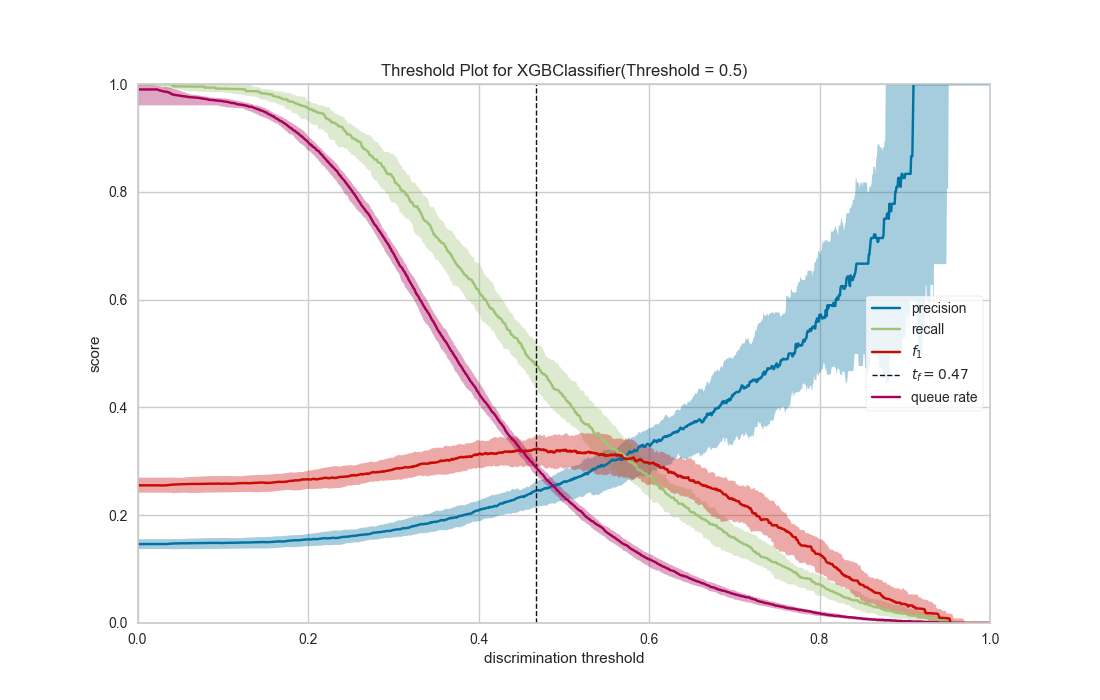 Threshold Plot for XGBClassifier(Threshold = 0.5)
1.0
0.8
0.6
0.4
0.2
0.0
score
precision
recall
f₁
t_f = 0.47
queue rate
0.0 0.2 0.4 0.6 0.8 1.0
discrimination threshold